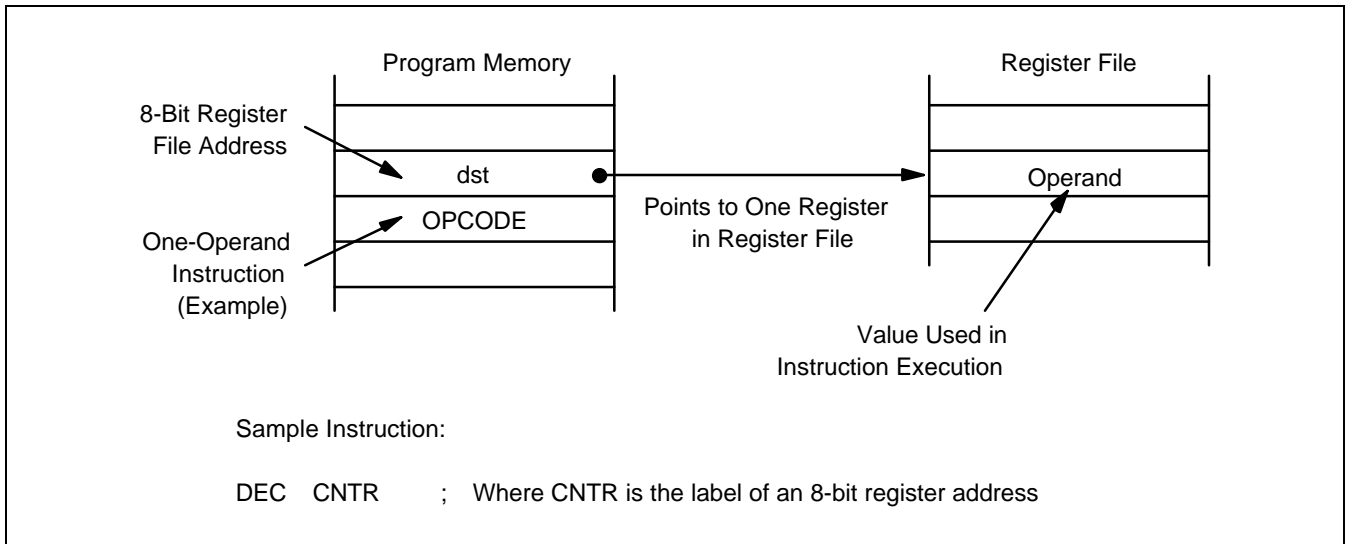 Program Memory
Register File
8-Bit Register
File Address
dst
Operand
OPCODE
Points to One Register
in Register File
One-Operand
Instruction
(Example)
Value Used in
Instruction Execution
Sample Instruction:
DEC CNTR ; Where CNTR is the label of an 8-bit register address